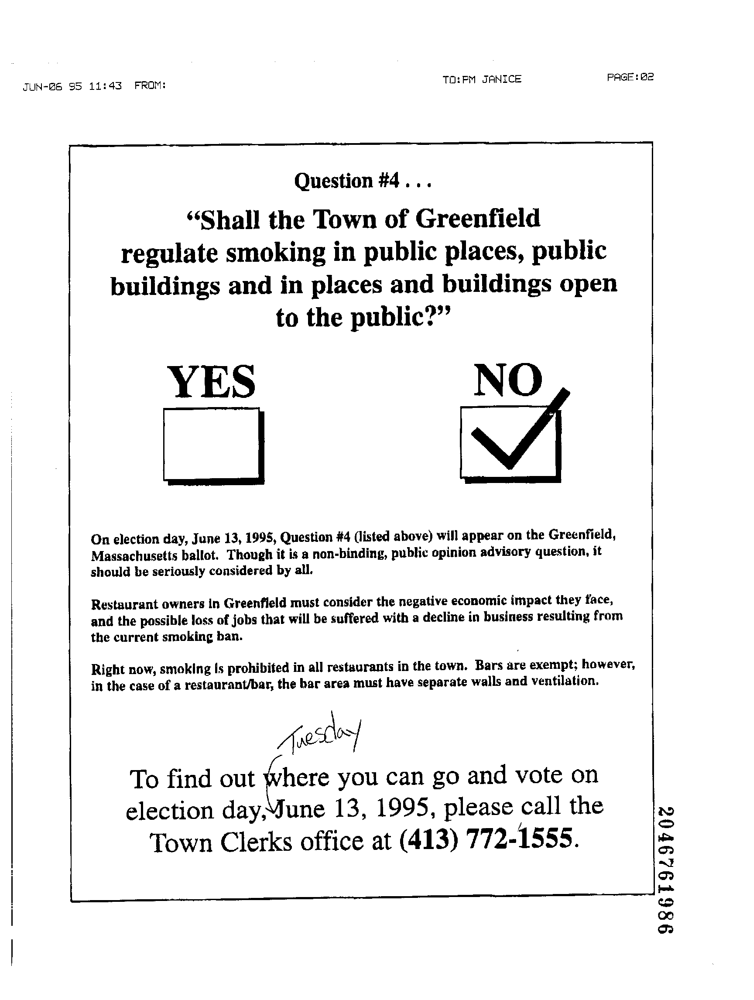 JUN-06 95 11:43 FROM: TO:PM JANICE PAGE:02
Question #4 . . .
“Shall the Town of Greenfield
regulate smoking in public places, public
buildings and in places and buildings open
to the public?”
YES NO
On election day, June 13, 1995, Question #4 (listed above) will appear on the Greenfield,
Massachusetts ballot. Though it is a non-binding, public opinion advisory question, it
should be seriously considered by all.
Restaurant owners in Greenfield must consider the negative economic impact they face,
and the possible loss of jobs that will be suffered with a decline in business resulting from
the current smoking ban.
Right now, smoking is prohibited in all restaurants in the town. Bars are exempt; however,
in the case of a restaurant/bar, the bar area must have separate walls and ventilation.
Tuesday
To find out where you can go and vote on
election day, June 13, 1995, please call the
Town Clerks office at (413) 772-1555.
2046761986